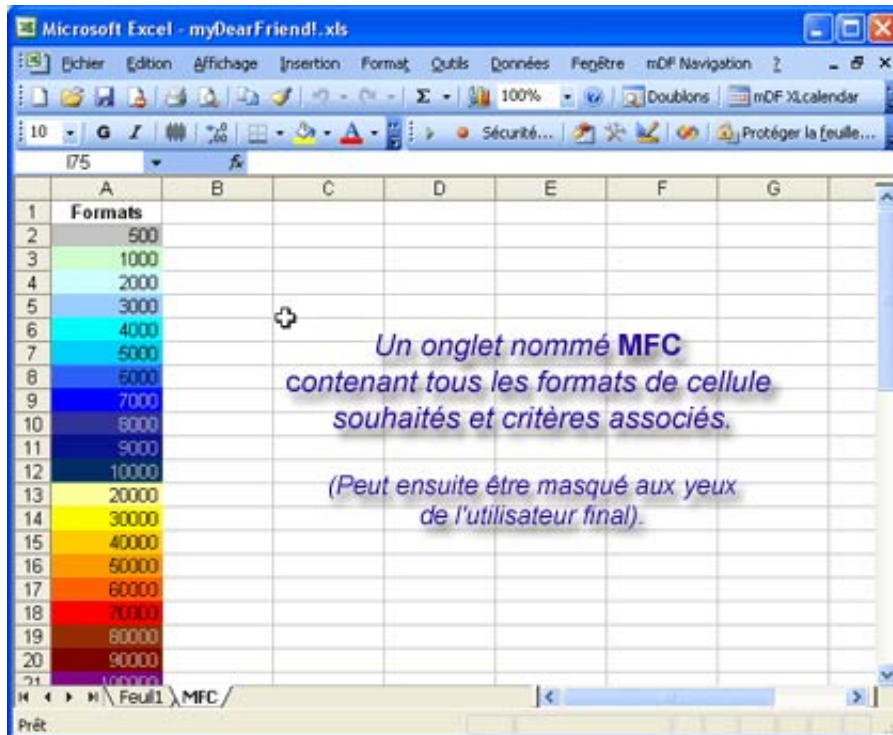 Microsoft Excel - myDearFriend!.xls
Fichier Edition Affichage Insertion Format Outils Données Fenêtre mDF Navigation ?
Σ 100% Doublons mDF XLcalendar
10 G I Sécurité... Protéger la feuille...
I75 fx
A B C D E F G
1 Formats
2 500
3 1000
4 2000
5 3000
6 4000
7 5000
8 6000
9 7000
10 8000
11 9000
12 10000
13 20000
14 30000
15 40000
16 50000
17 60000
18 70000
19 80000
20 90000
21 100000
Un onglet nommé MFC
contenant tous les formats de cellule
souhaités et critères associés.
(Peut ensuite être masqué aux yeux
de l'utilisateur final).
Feuil1 MFC
Prêt